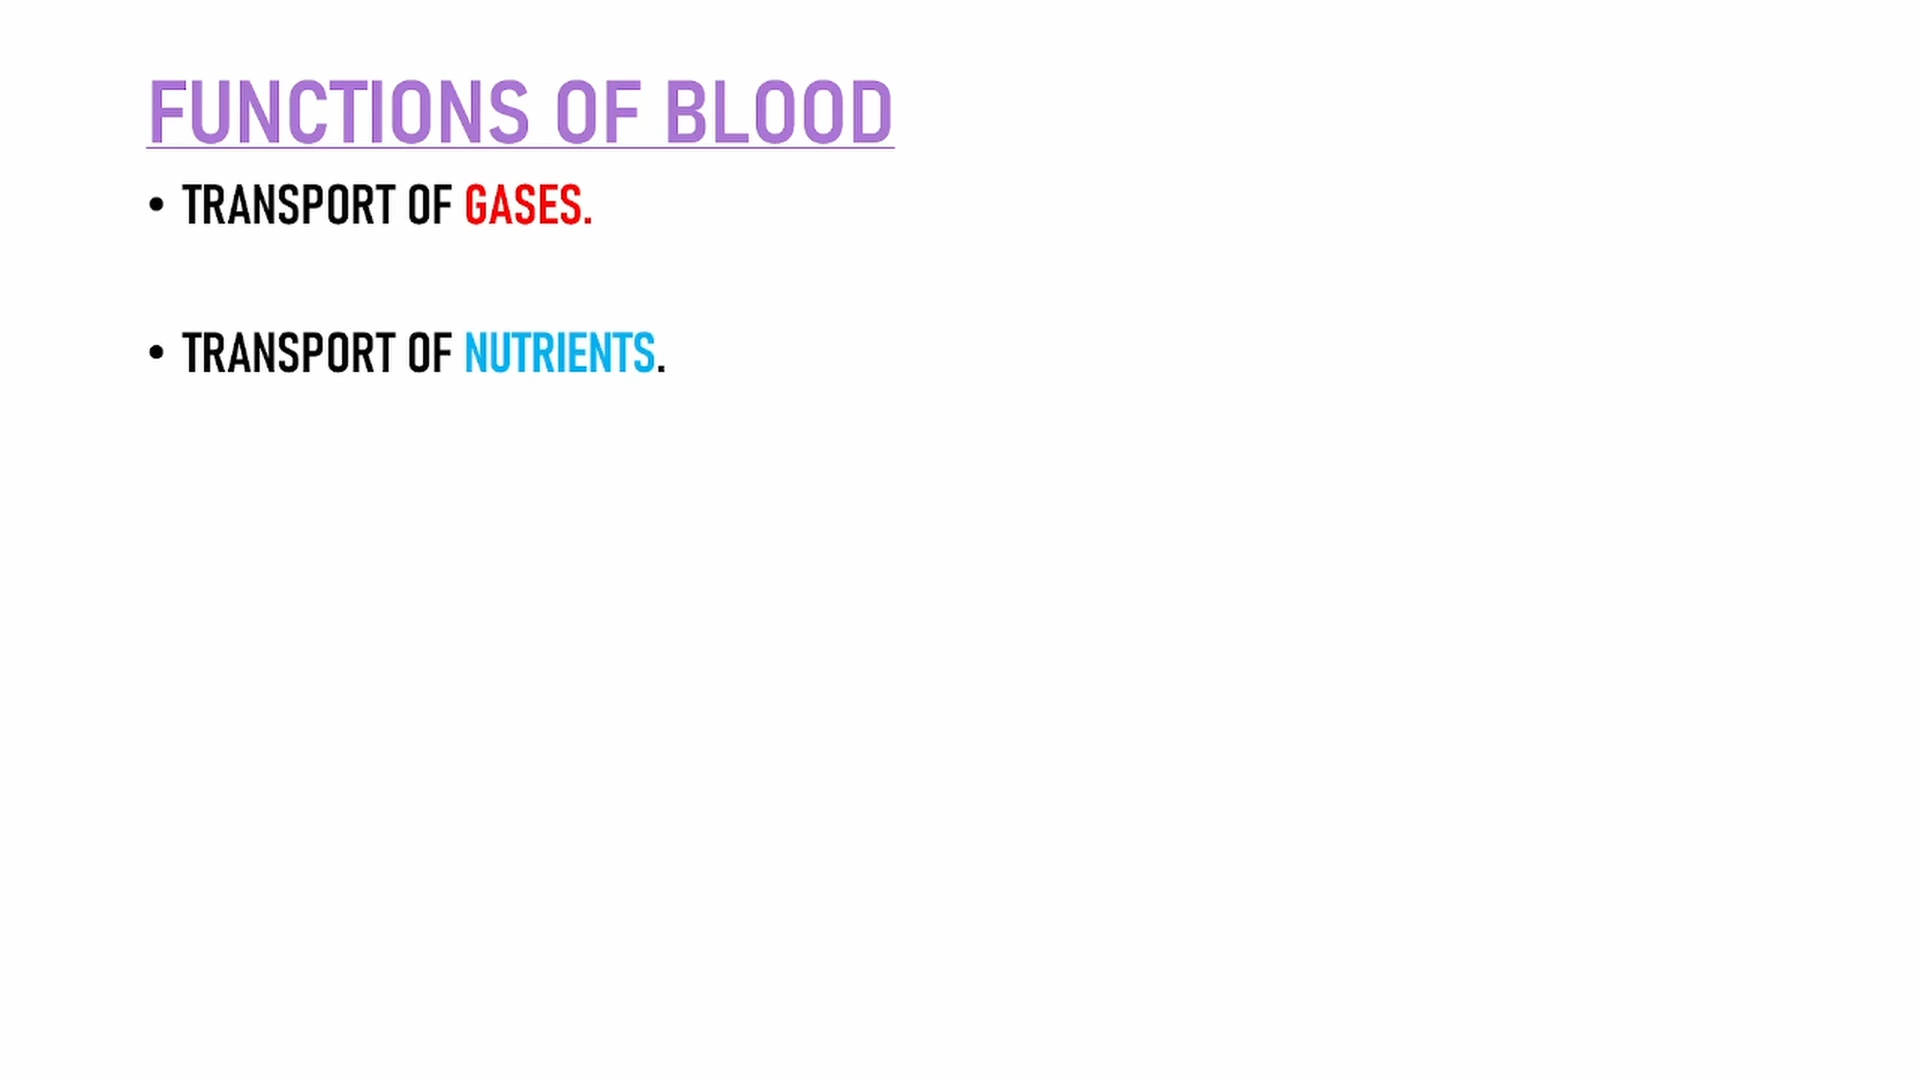 FUNCTIONS OF BLOOD
• TRANSPORT OF GASES.
• TRANSPORT OF NUTRIENTS.